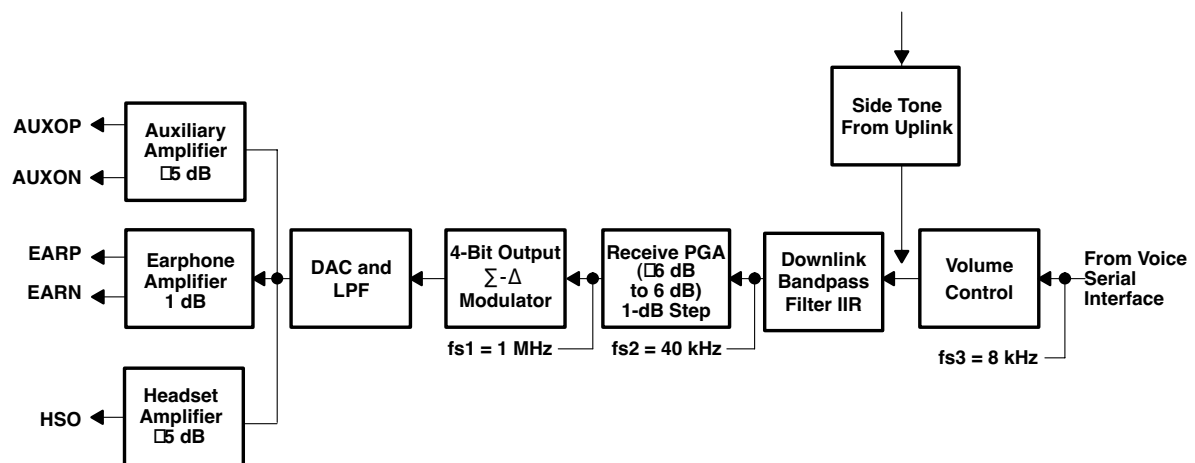 Side Tone
From Uplink
AUXOP
AUXON
Auxiliary
Amplifier
□5 dB
EARP
EARN
Earphone
Amplifier
1 dB
DAC and
LPF
4-Bit Output
Σ-Δ
Modulator
Receive PGA
(□6 dB
to 6 dB)
1-dB Step
Downlink
Bandpass
Filter IIR
Volume
Control
From Voice
Serial
Interface
fs1 = 1 MHz
fs2 = 40 kHz
fs3 = 8 kHz
HSO
Headset
Amplifier
□5 dB